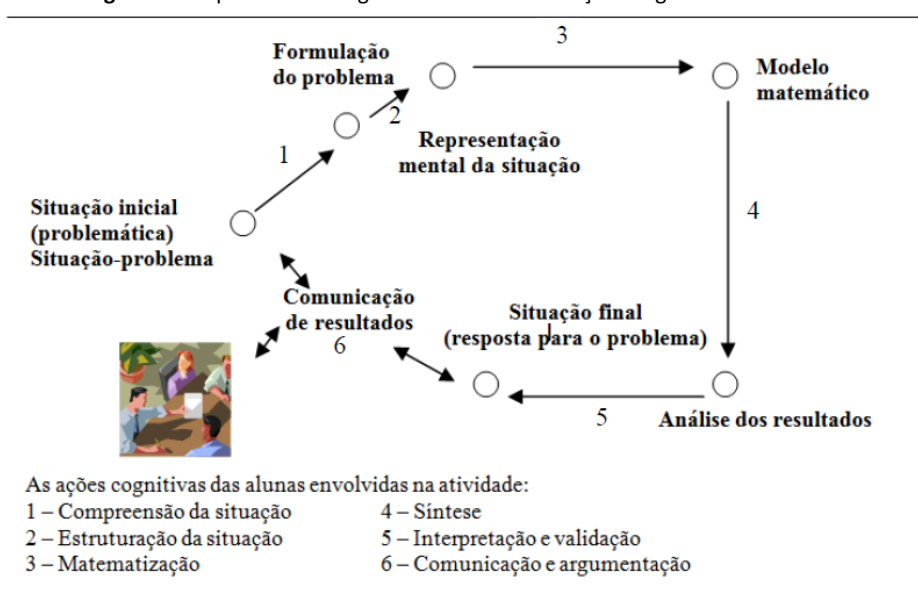 3
Formulação
do problema
Modelo
matemático
2
Representação
mental da situação
1
Situação inicial
(problemática)
Situação-problema
4
Comunicação
de resultados
6
Situação final
(resposta para o problema)
5
Análise dos resultados
As ações cognitivas das alunas envolvidas na atividade:
1 – Compreensão da situação
4 – Síntese
2 – Estruturação da situação
5 – Interpretação e validação
3 – Matematização
6 – Comunicação e argumentação